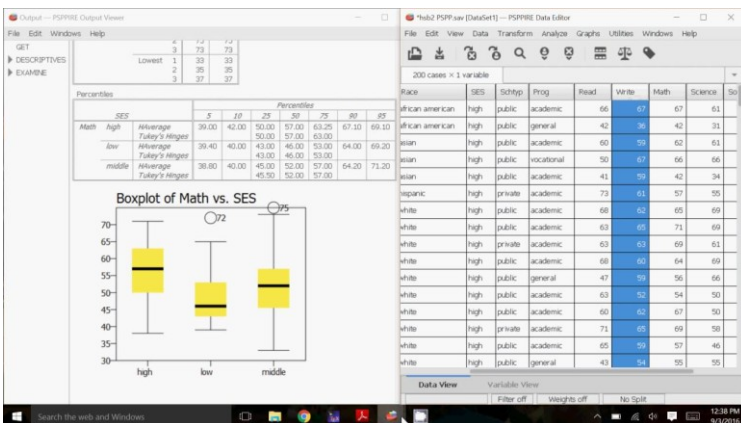 Output — PSPPIRE Output Viewer
File Edit Windows Help
GET
DESCRIPTIVES
EXAMINE
3 73 73
Lowest 1 33 33
2 35 35
3 37 37
Percentiles
Percentiles
SES 5 10 25 50 75 90 95
Math high HAverage 39.00 42.00 50.00 57.00 63.25 67.10 69.10
Tukey's Hinges 50.00 57.00 63.00
low HAverage 39.40 40.00 43.00 46.00 53.00 64.00 69.20
Tukey's Hinges 43.00 46.00 53.00
middle HAverage 38.80 40.00 45.00 52.00 57.00 64.20 71.20
Tukey's Hinges 45.50 52.00 57.00
Boxplot of Math vs. SES
75
72
70
65
60
55
50
45
40
35
30
high low middle
*hsb2 PSPP.sav [DataSet1] — PSPPIRE Data Editor
File Edit View Data Transform Analyze Graphs Utilities Windows Help
200 cases × 1 variable
Race SES Schtyp Prog Read Write Math Science So
african american high public academic 66 67 67 61
african american high public general 42 36 42 31
asian high public academic 60 59 62 61
asian high public vocational 50 67 66 66
asian high public academic 41 59 42 34
hispanic high private academic 73 61 57 55
white high public academic 68 62 65 69
white high public academic 63 65 71 69
white high private academic 63 63 69 61
white high public academic 68 60 64 69
white high public general 47 59 56 66
white high public academic 63 52 54 50
white high public academic 60 62 67 50
white high private academic 71 65 69 58
white high public academic 65 59 57 46
white high public general 43 54 55 55
Data View Variable View
Filter off Weights off No Split
Search the web and Windows
12:38 PM
9/3/2016